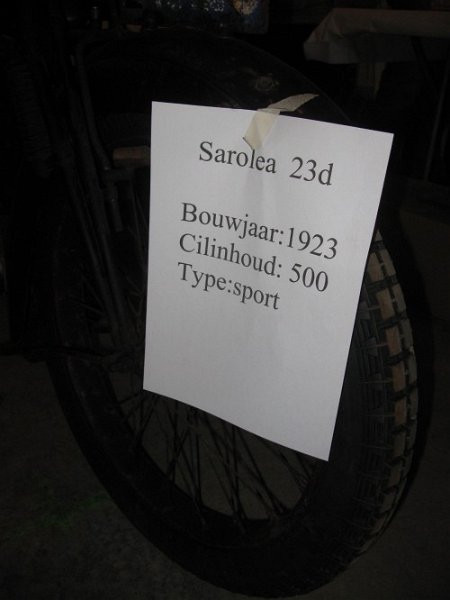 Sarolea 23d
Bouwjaar:1923
Cilinhoud: 500
Type:sport